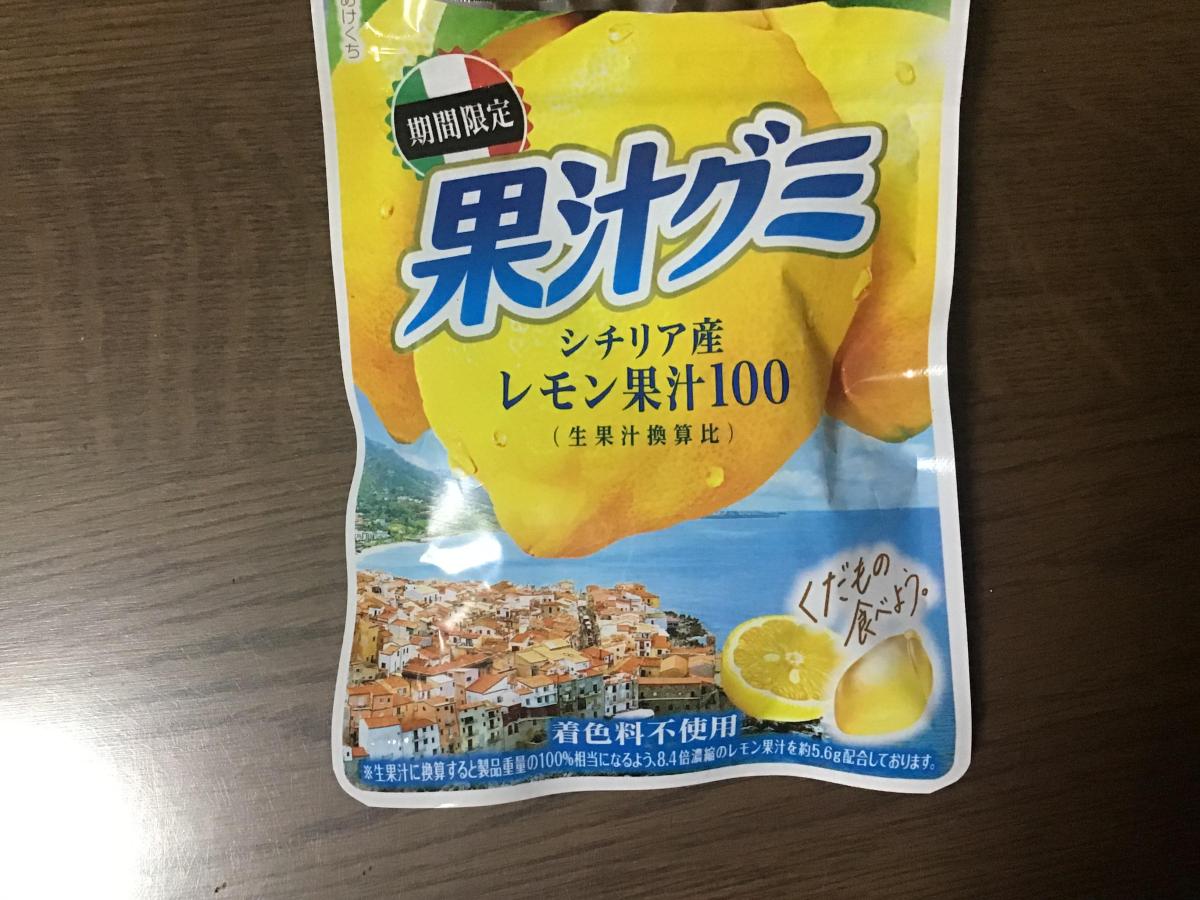 あけくち
期間限定
果汁グミ
シチリア産
レモン果汁100
(生果汁換算比)
くだもの
食べよう。
着色料不使用
※生果汁に換算すると製品重量の100%相当になるよう、8.4倍濃縮のレモン果汁を約5.6g配合しております。